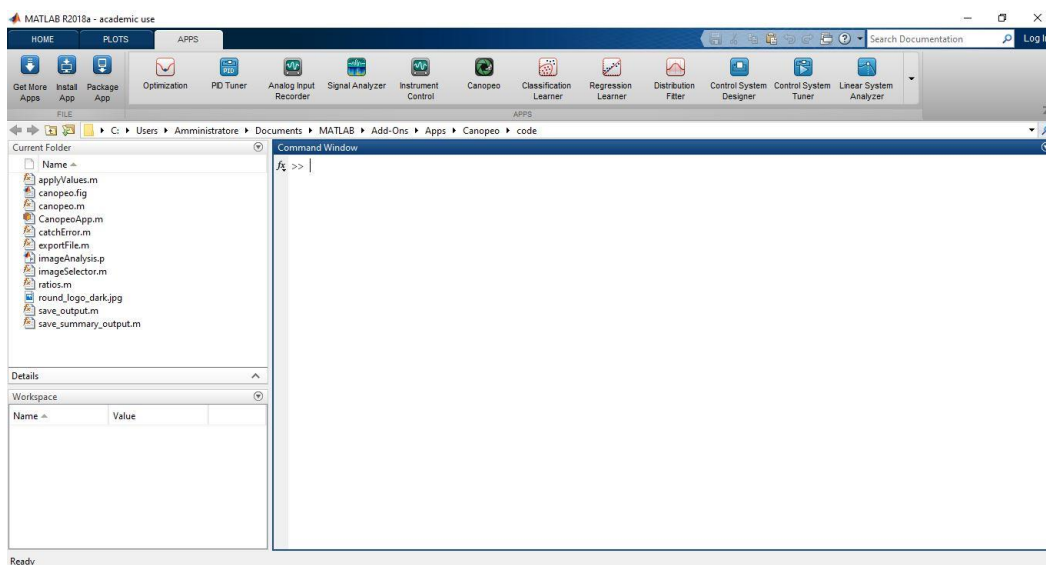 MATLAB R2018a - academic use
HOME PLOTS APPS Search Documentation Log In
Get More Apps Install App Package App Optimization PID Tuner Analog Input Recorder Signal Analyzer Instrument Control Canopeo Classification Learner Regression Learner Distribution Fitter Control System Designer Control System Tuner Linear System Analyzer
FILE APPS
C: Users Amministratore Documents MATLAB Add-Ons Apps Canopeo code
Current Folder
Name
applyValues.m
canopeo.fig
canopeo.m
CanopeoApp.m
catchError.m
exportFile.m
imageAnalysis.p
imageSelector.m
ratios.m
round_logo_dark.jpg
save_output.m
save_summary_output.m
Details
Workspace
Name Value
Command Window
fx >>
Ready